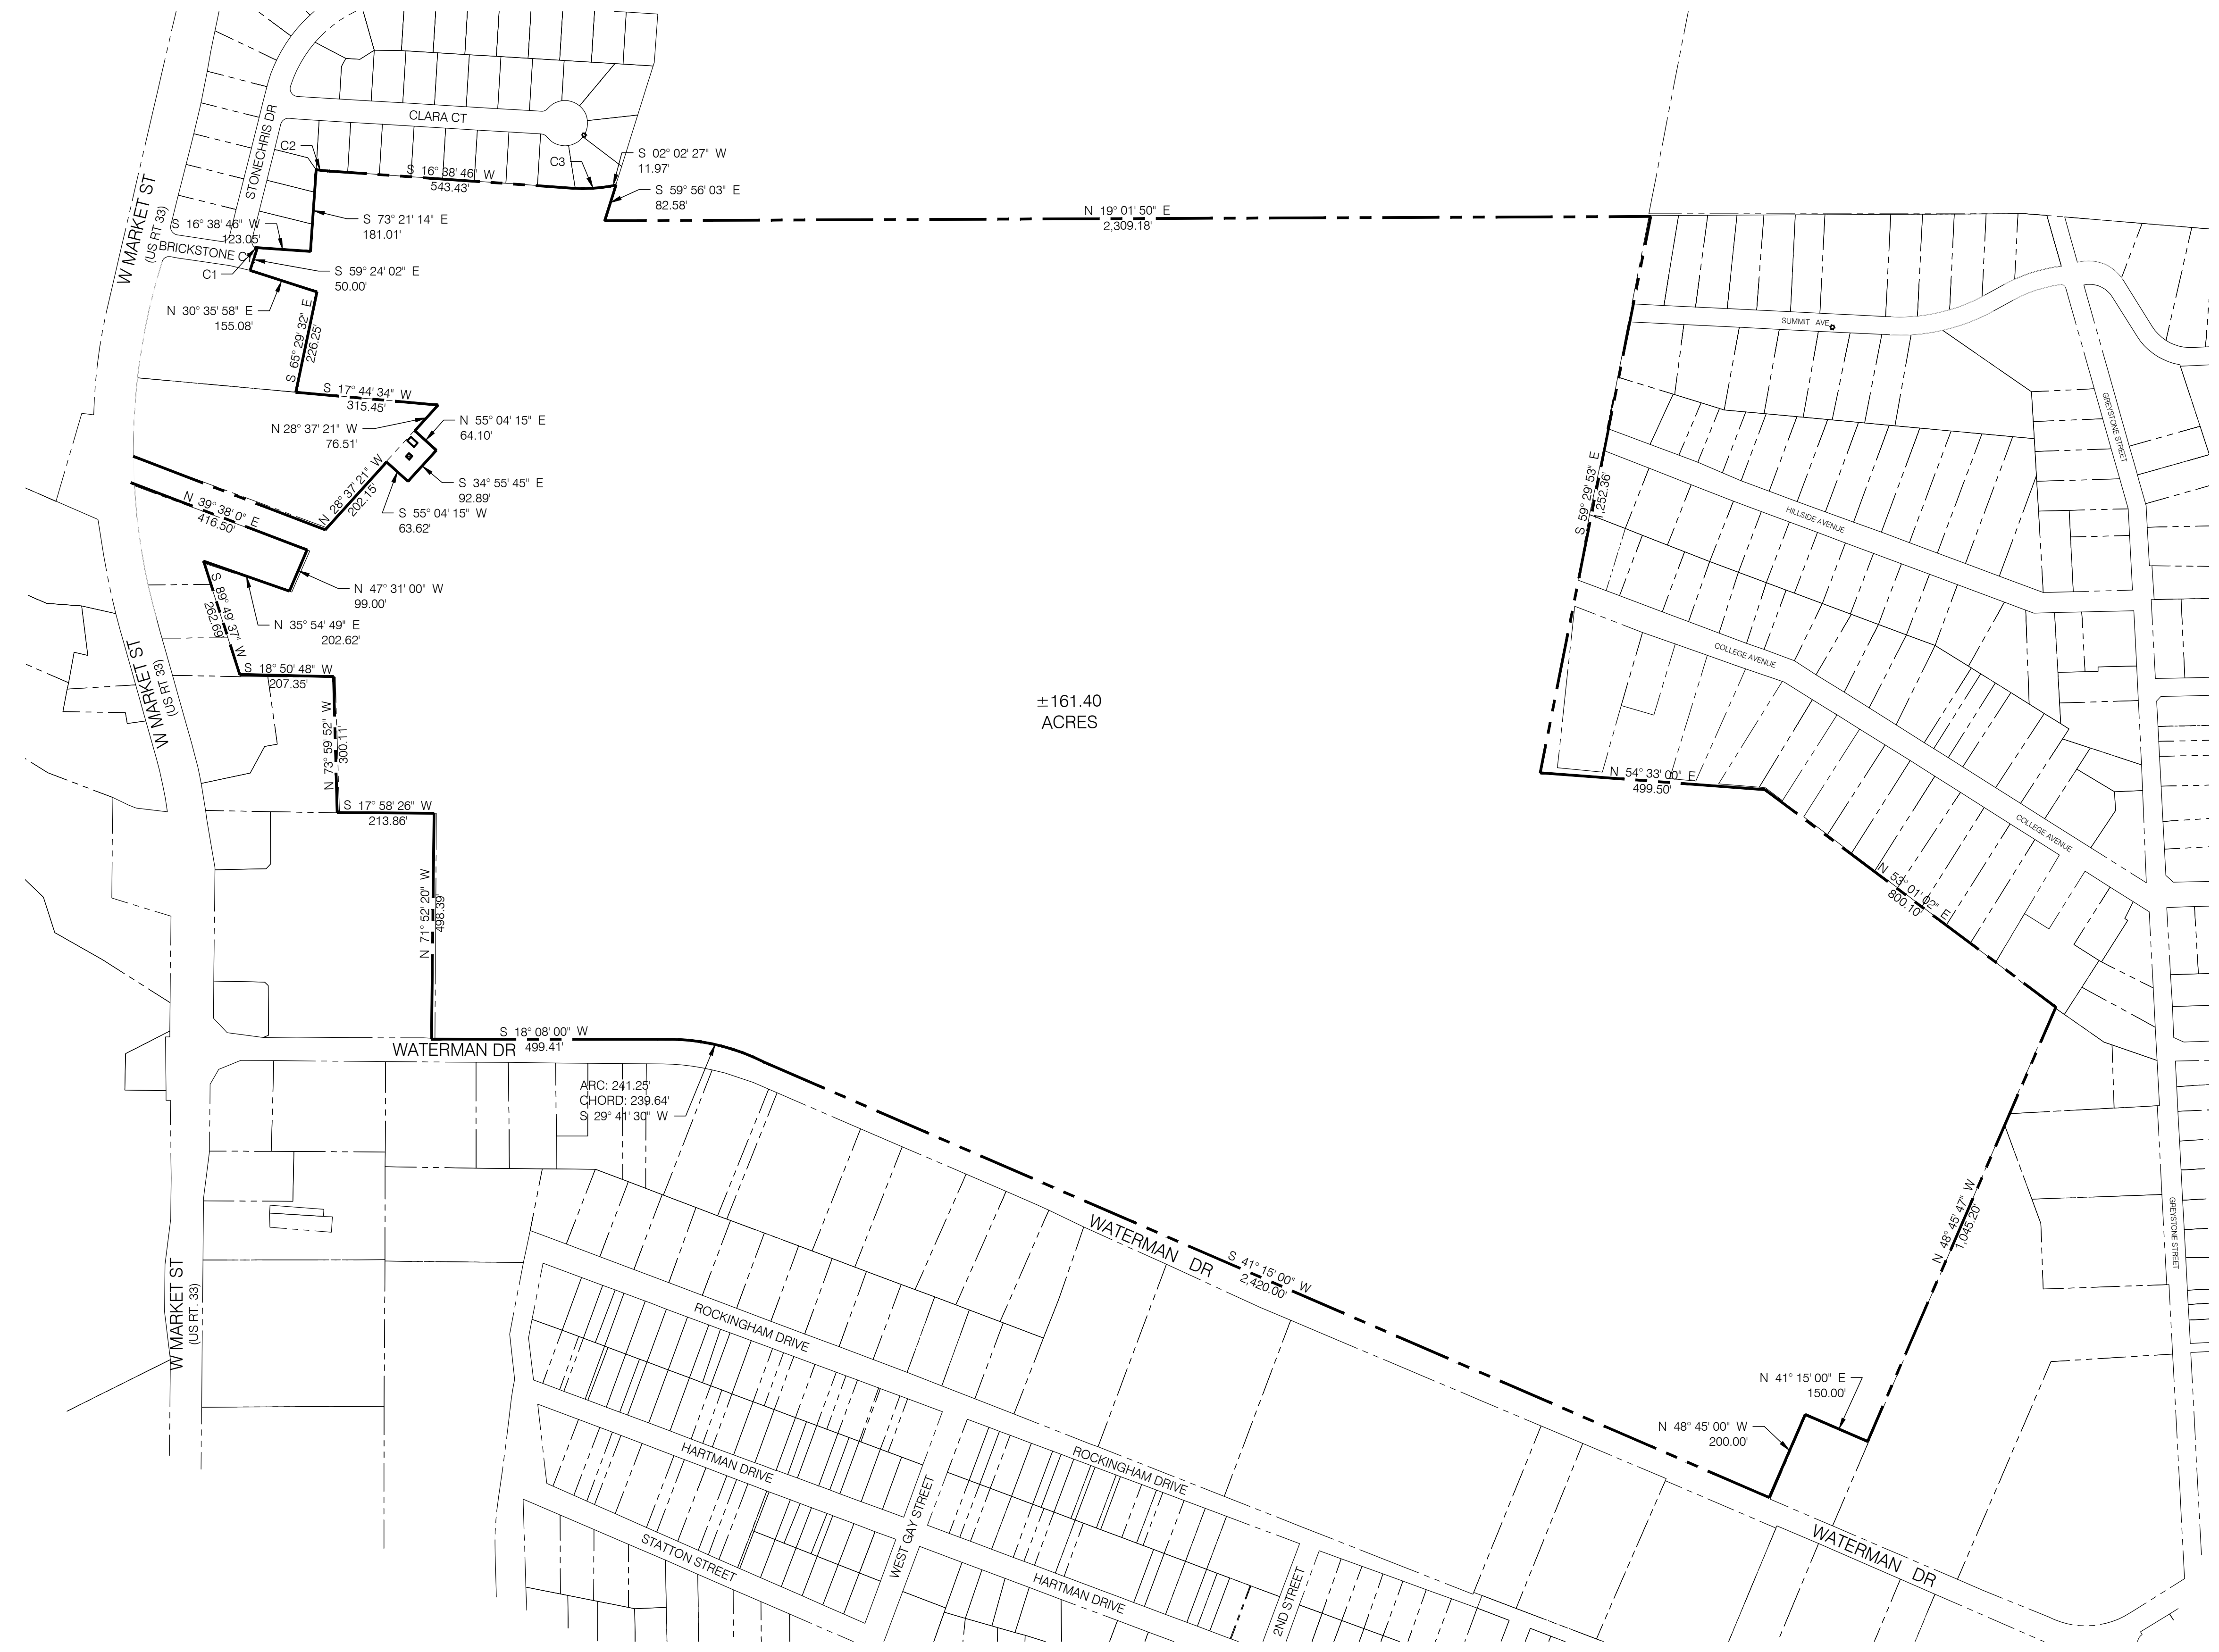 CLARA CT
STONECHRIS DR
C2
C3
S 02° 02' 27" W
11.97'
S 16° 38' 46" W
543.43'
S 59° 56' 03" E
82.58'
W MARKET ST
(US RT 33)
S 16° 38' 46" W
123.05'
S 73° 21' 14" E
181.01'
N 19° 01' 50" E
2,309.18'
BRICKSTONE C
C1
S 59° 24' 02" E
50.00'
N 30° 35' 58" E
155.08'
S 65° 29' 32" E
226.25'
SUMMIT AVE
GREYSTONE STREET
S 17° 44' 34" W
315.45'
N 28° 37' 21" W
76.51'
N 55° 04' 15" E
64.10'
N 28° 37' 21" W
202.15'
S 34° 55' 45" E
92.89'
S 55° 04' 15" W
63.62'
N 39° 38' 0" E
416.50'
S 59° 29' 53" E
1,252.36'
HILLSIDE AVENUE
N 47° 31' 00" W
99.00'
S 89° 49' 37" W
262.69'
N 35° 54' 49" E
202.62'
COLLEGE AVENUE
W MARKET ST
(US RT 33)
S 18° 50' 48" W
207.35'
±161.40
ACRES
N 73° 59' 52" W
300.11'
N 54° 33' 00" E
499.50'
S 17° 58' 26" W
213.86'
COLLEGE AVENUE
N 71° 52' 20" W
498.39'
N 53° 01' 02" E
800.10'
S 18° 08' 00" W
499.41'
WATERMAN DR
ARC: 241.25'
CHORD: 239.64'
S 29° 41' 30" W
WATERMAN DR
S 41° 15' 00" W
2,420.00'
N 48° 45' 47" W
1,045.20'
GREYSTONE STREET
W MARKET ST
(US RT. 33)
ROCKINGHAM DRIVE
N 41° 15' 00" E
150.00'
N 48° 45' 00" W
200.00'
HARTMAN DRIVE
ROCKINGHAM DRIVE
WEST GAY STREET
STATTON STREET
HARTMAN DRIVE
2ND STREET
WATERMAN DR